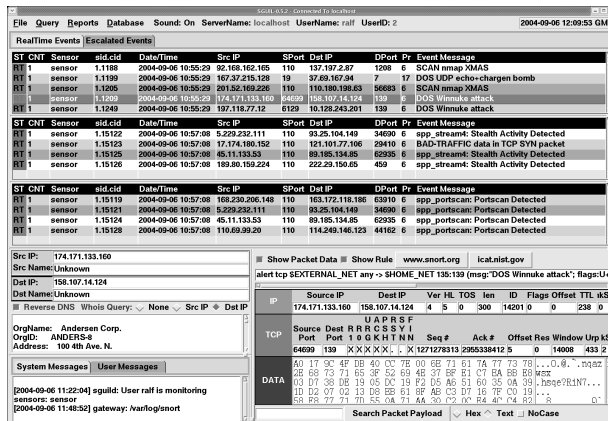 SGUIL-0.5.2 - Connected To localhost
File Query Reports Database Sound: On ServerName: localhost UserName: ralf UserID: 2 2004-09-06 12:09:53 GM
RealTime Events Escalated Events
ST CNT Sensor sid.cid Date/Time Src IP SPort Dst IP DPort Pr Event Message
RT 1 sensor 1.1188 2004-09-06 10:55:29 92.168.162.165 110 137.197.2.87 1208 6 SCAN nmap XMAS
RT 1 sensor 1.1199 2004-09-06 10:55:29 167.37.215.128 19 37.69.167.94 7 17 DOS UDP echo+chargen bomb
RT 1 sensor 1.1205 2004-09-06 10:55:29 201.52.169.226 110 110.180.198.63 56683 6 SCAN nmap XMAS
1 sensor 1.1209 2004-09-06 10:55:29 174.171.133.160 64699 158.107.14.124 139 6 DOS Winnuke attack
RT 1 sensor 1.1249 2004-09-06 10:55:29 197.118.77.12 6129 10.128.243.201 139 6 DOS Winnuke attack
ST CNT Sensor sid.cid Date/Time Src IP SPort Dst IP DPort Pr Event Message
RT 1 sensor 1.15122 2004-09-06 10:57:08 5.229.232.111 110 93.25.104.149 34690 6 spp_stream4: Stealth Activity Detected
RT 1 sensor 1.15123 2004-09-06 10:57:08 17.174.180.152 110 121.101.77.106 29410 6 BAD-TRAFFIC data in TCP SYN packet
RT 1 sensor 1.15125 2004-09-06 10:57:08 45.11.133.53 110 89.185.134.85 62935 6 spp_stream4: Stealth Activity Detected
RT 1 sensor 1.15126 2004-09-06 10:57:08 189.80.159.224 110 222.29.150.65 459 6 spp_stream4: Stealth Activity Detected
ST CNT Sensor sid.cid Date/Time Src IP SPort Dst IP DPort Pr Event Message
RT 1 sensor 1.15119 2004-09-06 10:57:08 168.230.206.148 110 163.172.118.186 63910 6 spp_portscan: Portscan Detected
RT 1 sensor 1.15121 2004-09-06 10:57:08 5.229.232.111 110 93.25.104.149 34690 6 spp_portscan: Portscan Detected
RT 1 sensor 1.15124 2004-09-06 10:57:08 45.11.133.53 110 89.185.134.85 62935 6 spp_portscan: Portscan Detected
RT 1 sensor 1.15128 2004-09-06 10:57:08 110.69.99.20 110 114.249.146.123 44162 6 spp_portscan: Portscan Detected
Src IP: 174.171.133.160
Src Name: Unknown
Dst IP: 158.107.14.124
Dst Name: Unknown
Reverse DNS Whois Query: None Src IP Dst IP
OrgName: Andersen Corp.
OrgID: ANDERS-8
Address: 100 4th Ave. N.
System Messages User Messages
[2004-09-06 11:22:04] sguild: User ralf is monitoring
sensors: sensor
[2004-09-06 11:48:52] gateway: /var/log/snort
Show Packet Data Show Rule www.snort.org icat.nist.gov
alert tcp $EXTERNAL_NET any -> $HOME_NET 135:139 (msg:"DOS Winnuke attack"; flags:U+
IP Source IP Dest IP Ver HL TOS len ID Flags Offset TTL
174.171.133.160 158.107.14.124 4 5 0 300 14201 0 0 238 0
TCP U A P R S F
Source Dest R R R C S S Y I
Port Port 1 0 G K H T N N Seq # Ack # Offset Res Window Urp
64699 139 X X X X X . . X 1271278313 2955338412 5 0 14008 433
DATA
Search Packet Payload Hex Text NoCase